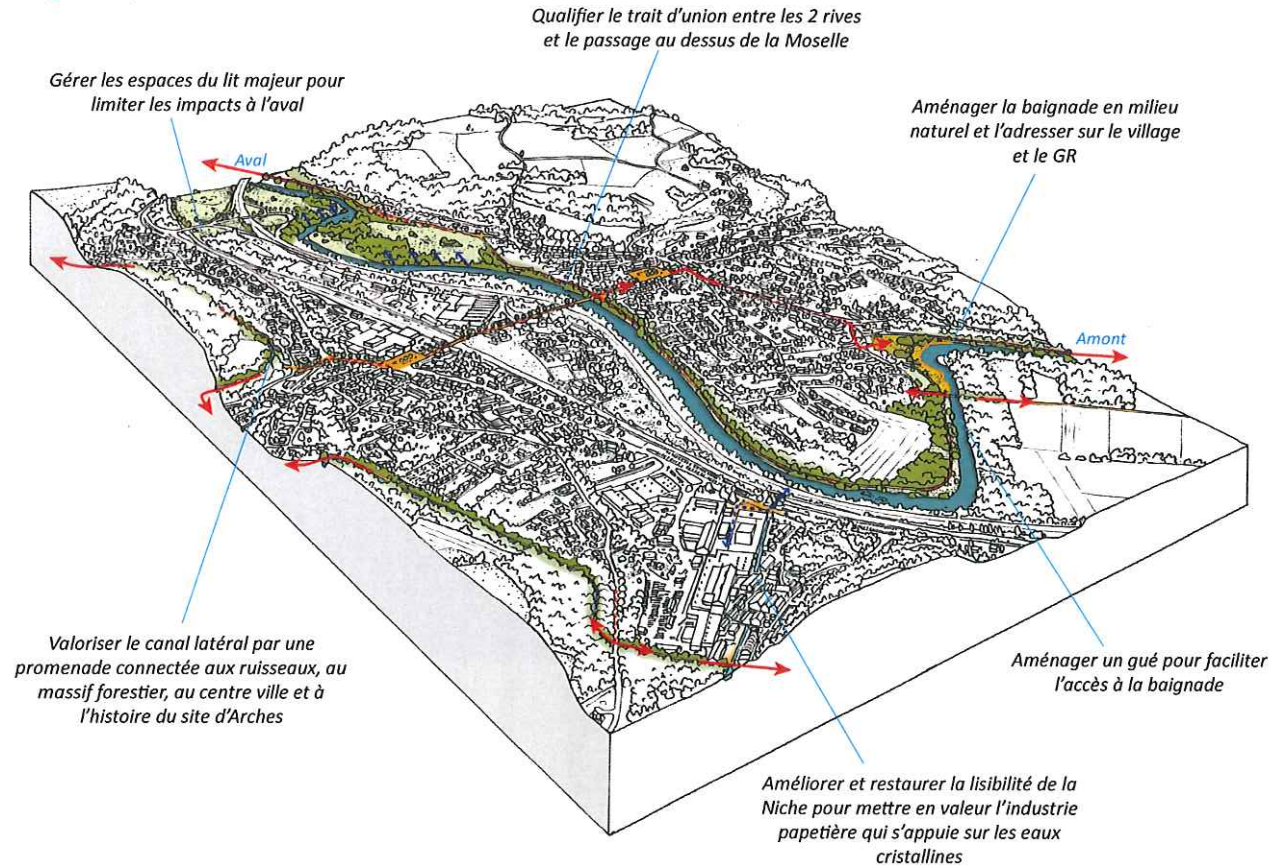 Qualifier le trait d'union entre les 2 rives
et le passage au dessus de la Moselle
Gérer les espaces du lit majeur pour
limiter les impacts à l'aval
Aménager la baignade en milieu
naturel et l'adresser sur le village
et le GR
Aval
Amont
Valoriser le canal latéral par une
promenade connectée aux ruisseaux, au
massif forestier, au centre ville et à
l'histoire du site d'Arches
Aménager un gué pour faciliter
l'accès à la baignade
Améliorer et restaurer la lisibilité de la
Niche pour mettre en valeur l'industrie
papetière qui s'appuie sur les eaux
cristallines